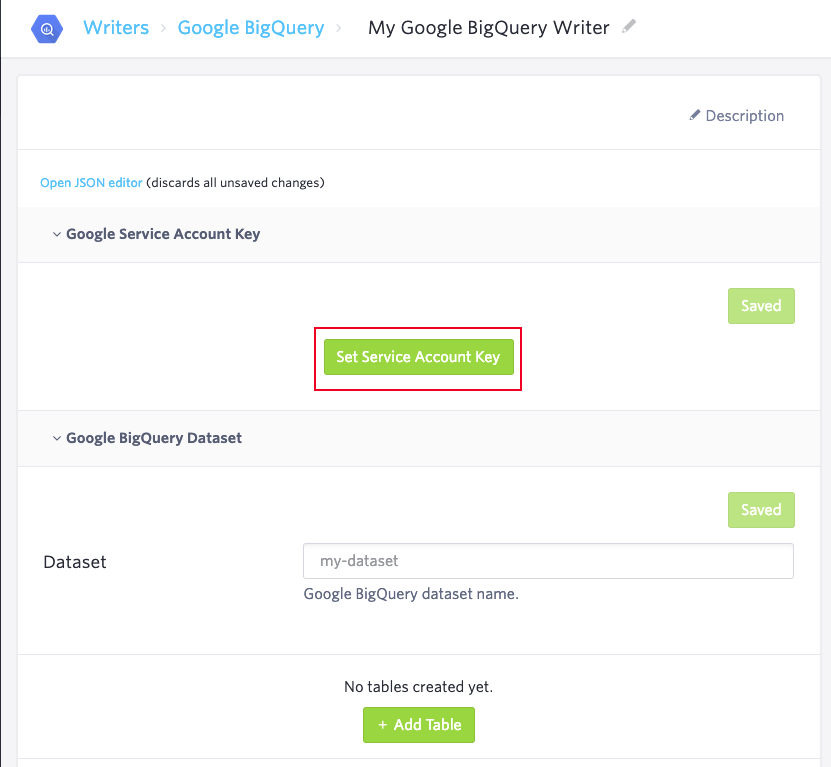 Writers Google BigQuery My Google BigQuery Writer
Description
Open JSON editor (discards all unsaved changes)
Google Service Account Key
Saved
Set Service Account Key
Google BigQuery Dataset
Saved
Dataset my-dataset
Google BigQuery dataset name.
No tables created yet.
+ Add Table